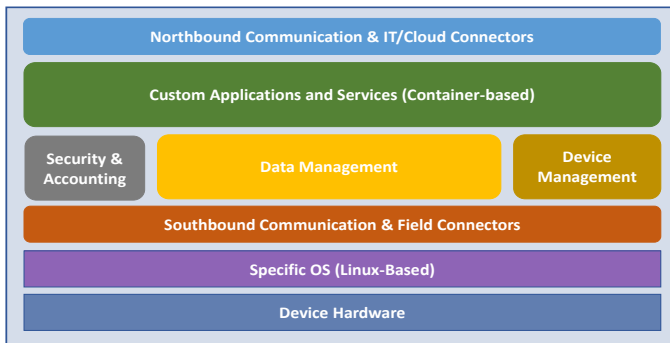 Northbound Communication & IT/Cloud Connectors
Custom Applications and Services (Container-based)
Security &
Accounting
Data Management
Device
Management
Southbound Communication & Field Connectors
Specific OS (Linux-Based)
Device Hardware